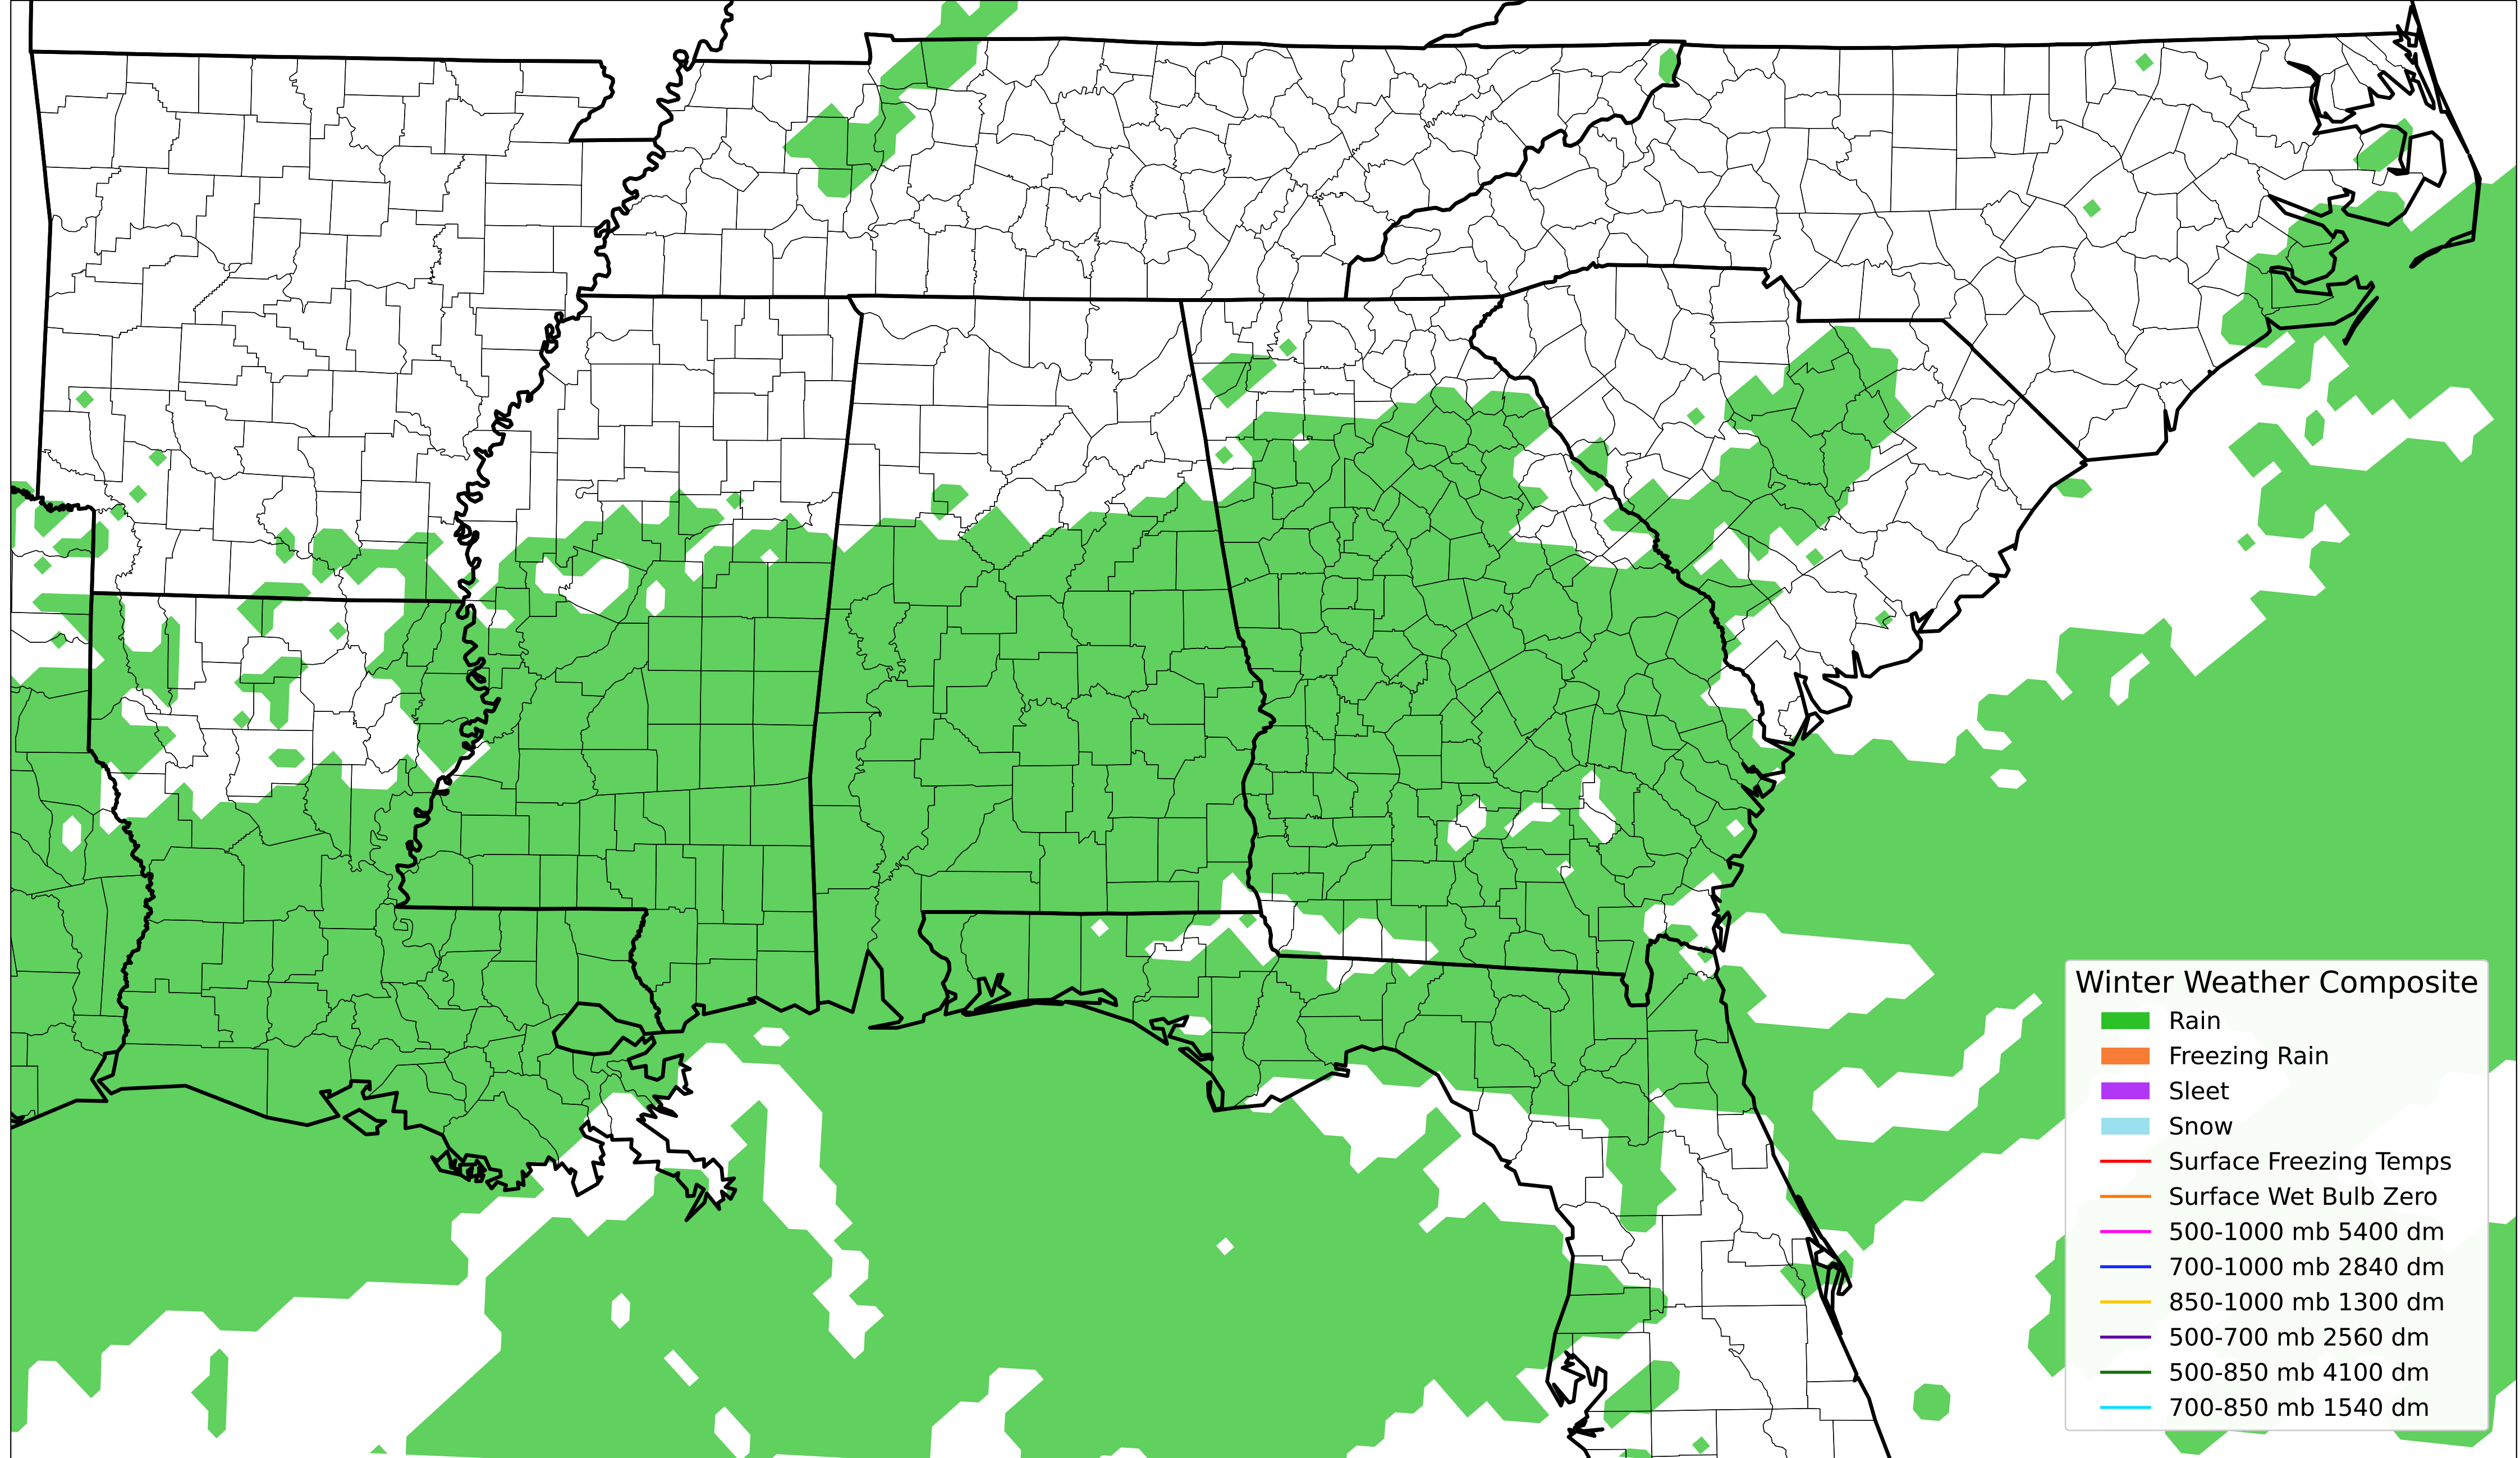 Winter Weather Composite
Rain
Freezing Rain
Sleet
Snow
Surface Freezing Temps
Surface Wet Bulb Zero
500-1000 mb 5400 dm
700-1000 mb 2840 dm
850-1000 mb 1300 dm
500-700 mb 2560 dm
500-850 mb 4100 dm
700-850 mb 1540 dm